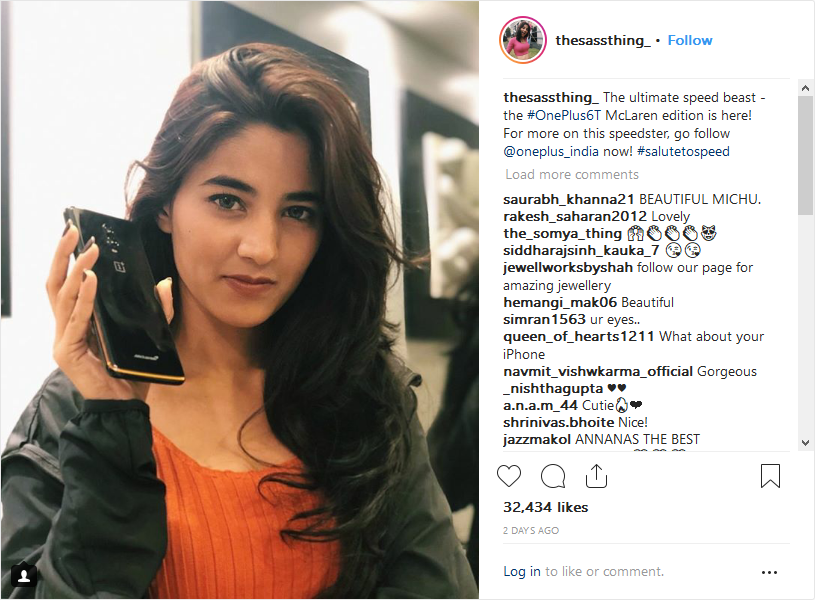 thesassthing_ • Follow
thesassthing_ The ultimate speed beast -
the #OnePlus6T McLaren edition is here!
For more on this speedster, go follow
@oneplus_india now! #salutetospeed
Load more comments
saurabh_khanna21 BEAUTIFUL MICHU.
rakesh_saharan2012 Lovely
the_somya_thing 🙌👏👏👏😻
siddharajsinh_kauka_7 😘😘
jewellworksbyshah follow our page for
amazing jewellery
hemangi_mak06 Beautiful
simran1563 ur eyes..
queen_of_hearts1211 What about your
iPhone
navmit_vishwkarma_official Gorgeous
_nishthagupta ♥♥
a.n.a.m_44 Cutie🔥❤
shrinivas.bhoite Nice!
jazzmakol ANNANAS THE BEST
32,434 likes
2 DAYS AGO
Log in to like or comment.